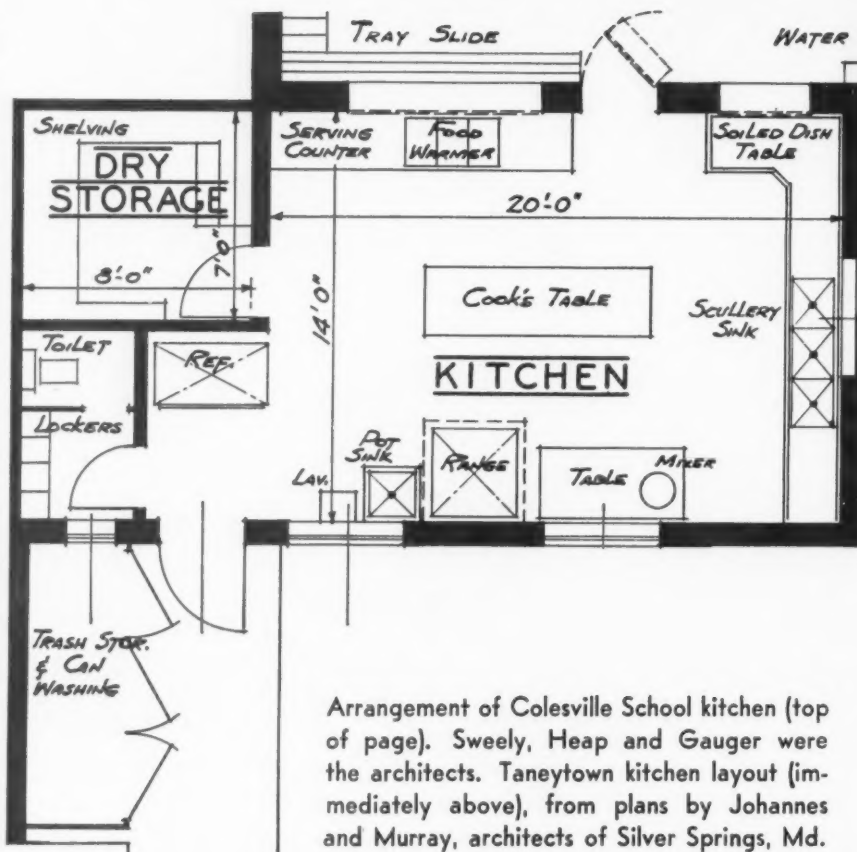 TRAY SLIDE
WATER
SHELVING
DRY
STORAGE
SERVING
COUNTER
FOOD
WARMER
SOILED DISH
TABLE
20'-0"
8'-0"
7'-0"
14'0"
COOK'S TABLE
SCULLERY
SINK
TOILET
REF.
KITCHEN
LOCKERS
LAV.
POT
SINK
RANGE
TABLE
MIXER
TRASH STOR.
& CAN
WASHING
Arrangement of Colesville School kitchen (top
of page). Sweely, Heap and Gauger were
the architects. Taneytown kitchen layout (im-
mediately above), from plans by Johannes
and Murray, architects of Silver Springs, Md.